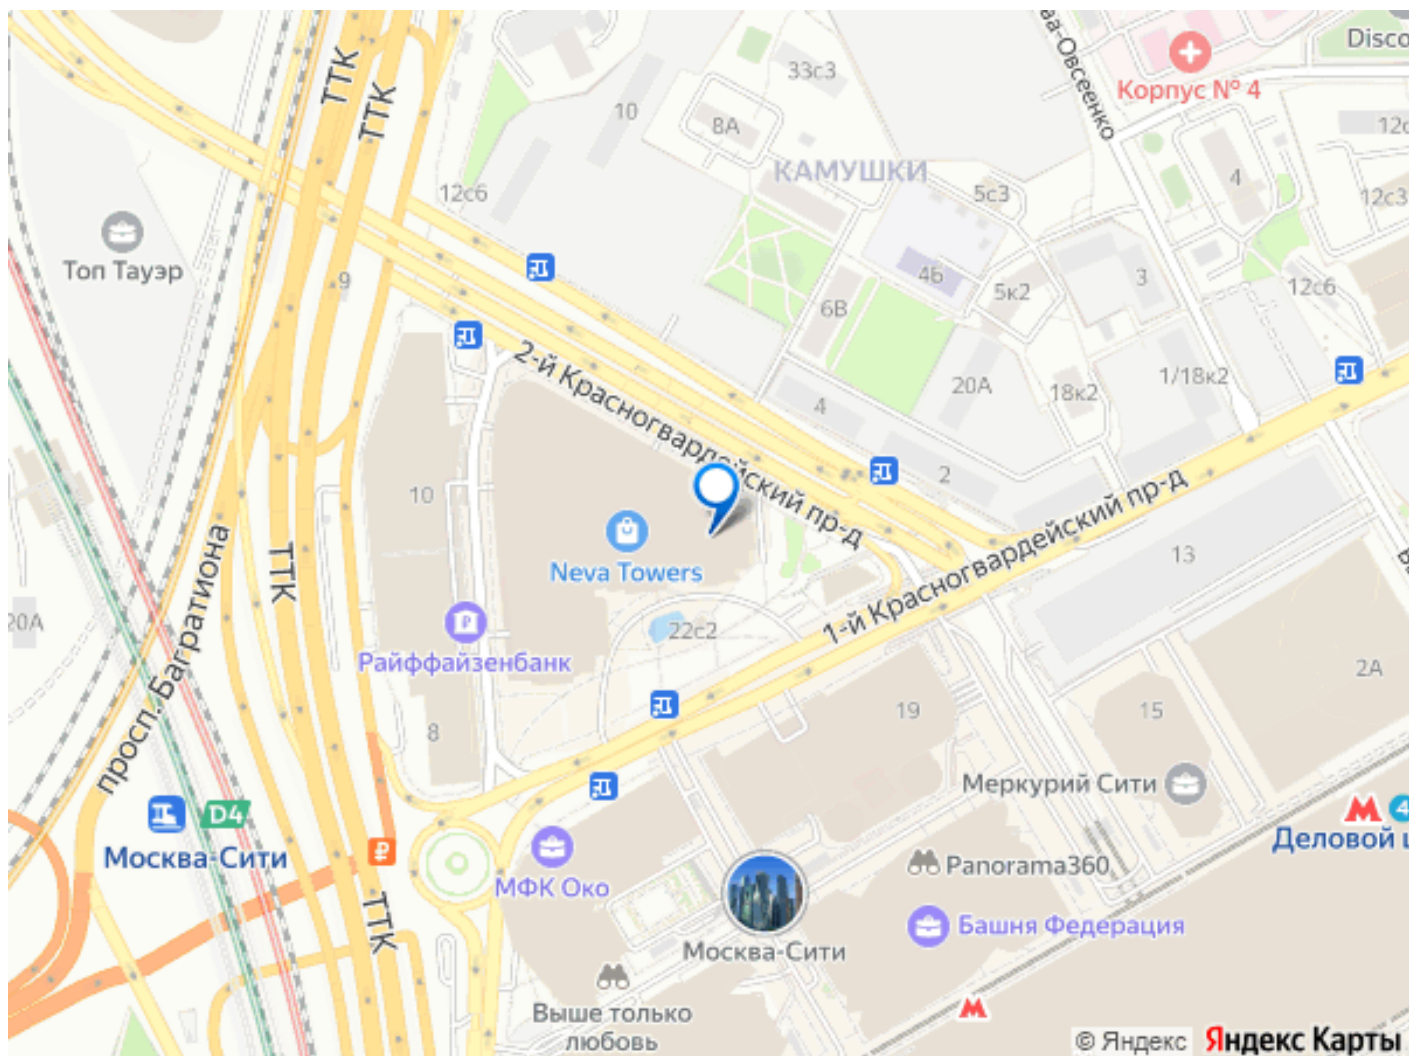 ТТК
ТТК
33с3
10
8А
Disco
Корпус № 4
12с
КАМУШКИ
12с6
5с3
4
12с3
Топ Тауэр
9
4Б
5к2
3
12с6
6В
2-й Красногвардейский пр-д
20А
18к2
1/18к2
4
2
10
1-й Красногвардейский пр-д
13
Neva Towers
ТТК
просп. Багратиона
20А
22с2
Райффайзенбанк
2А
19
15
8
Меркурий Сити
D4
Москва-Сити
4
Деловой ц
МФК Око
Panorama360
ТТК
Башня Федерация
Москва-Сити
Выше только
любовь
© Яндекс Яндекс Карты